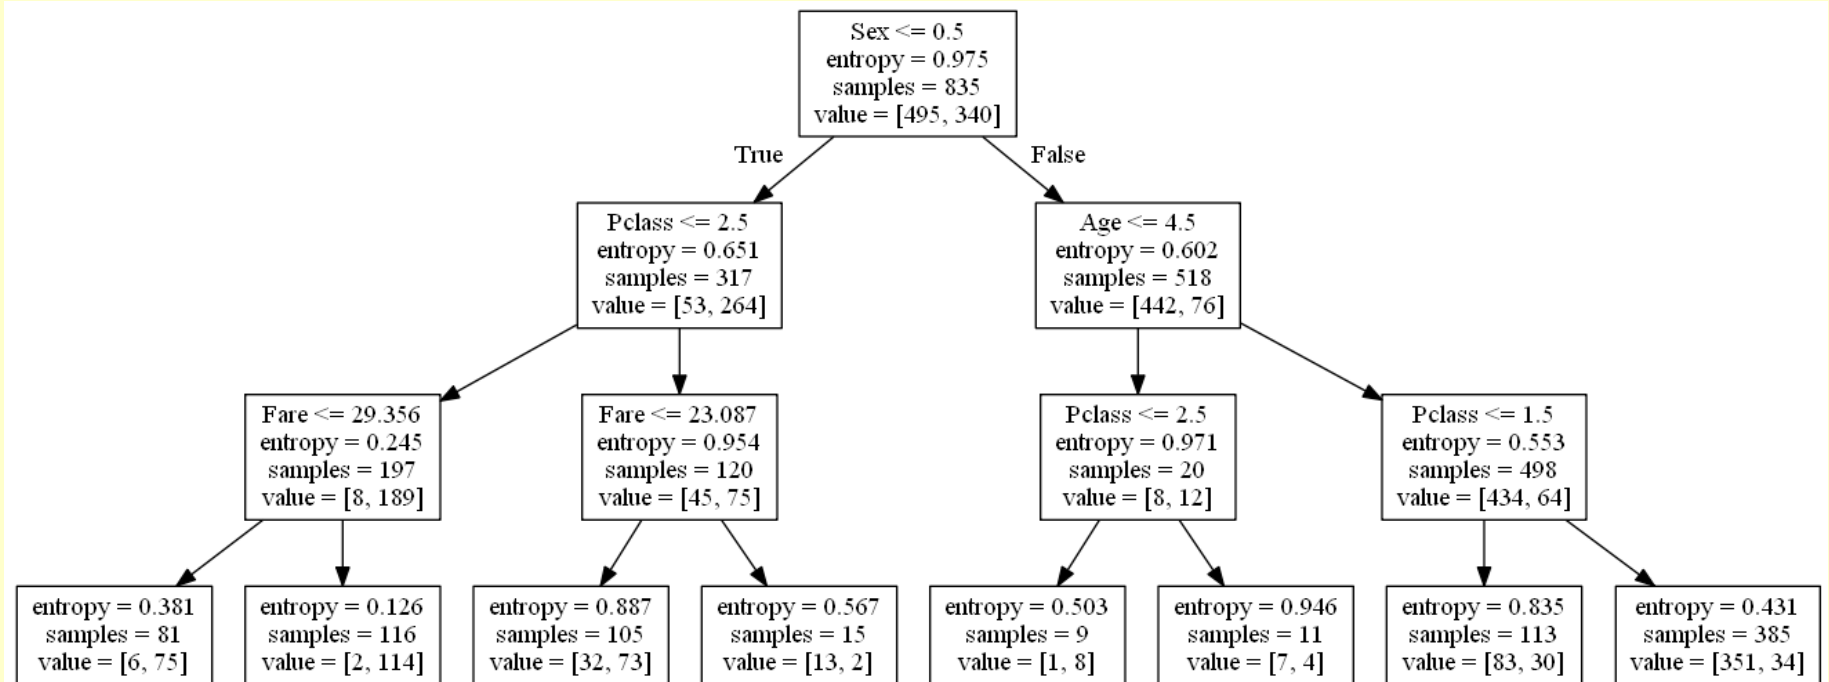 Sex <= 0.5
entropy = 0.975
samples = 835
value = [495, 340]
True
False
Pclass <= 2.5
entropy = 0.651
samples = 317
value = [53, 264]
Age <= 4.5
entropy = 0.602
samples = 518
value = [442, 76]
Fare <= 29.356
entropy = 0.245
samples = 197
value = [8, 189]
Fare <= 23.087
entropy = 0.954
samples = 120
value = [45, 75]
Pclass <= 2.5
entropy = 0.971
samples = 20
value = [8, 12]
Pclass <= 1.5
entropy = 0.553
samples = 498
value = [434, 64]
entropy = 0.381
samples = 81
value = [6, 75]
entropy = 0.126
samples = 116
value = [2, 114]
entropy = 0.887
samples = 105
value = [32, 73]
entropy = 0.567
samples = 15
value = [13, 2]
entropy = 0.503
samples = 9
value = [1, 8]
entropy = 0.946
samples = 11
value = [7, 4]
entropy = 0.835
samples = 113
value = [83, 30]
entropy = 0.431
samples = 385
value = [351, 34]